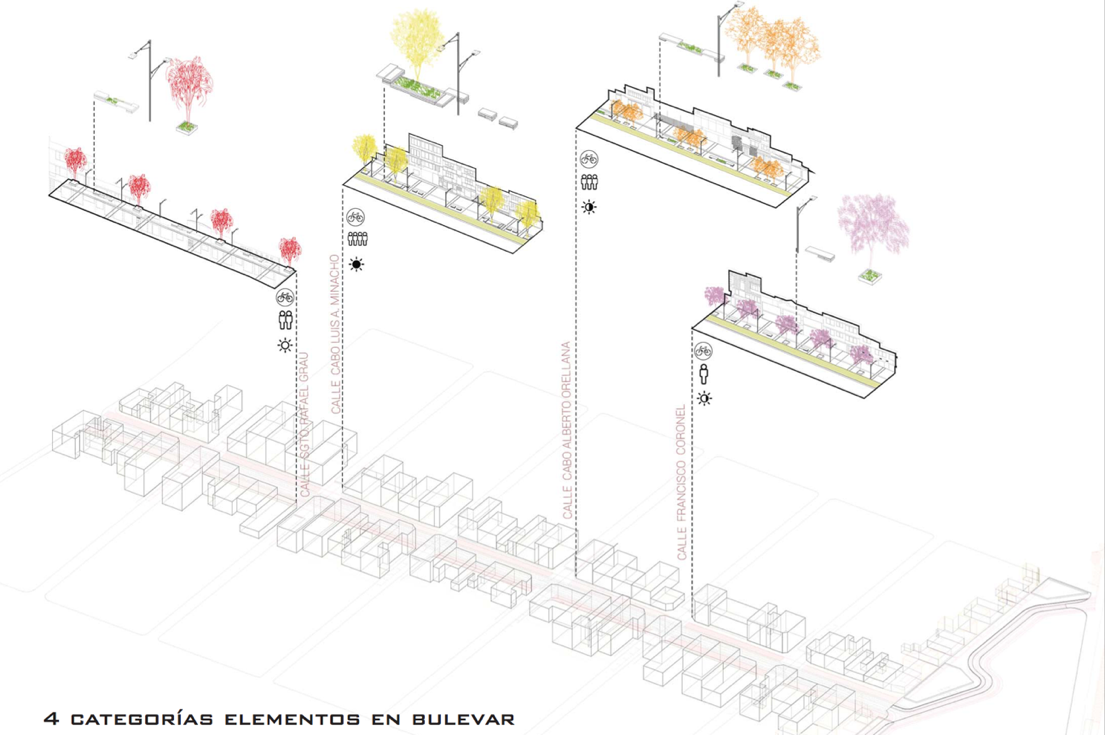 CALLE SGTO.RAFAEL GRAU
CALLE CABO LUIS A. MINACHO
CALLE CABO ALBERTO ORELLANA
CALLE FRANCISCO CORONEL
4 CATEGORÍAS ELEMENTOS EN BULEVAR